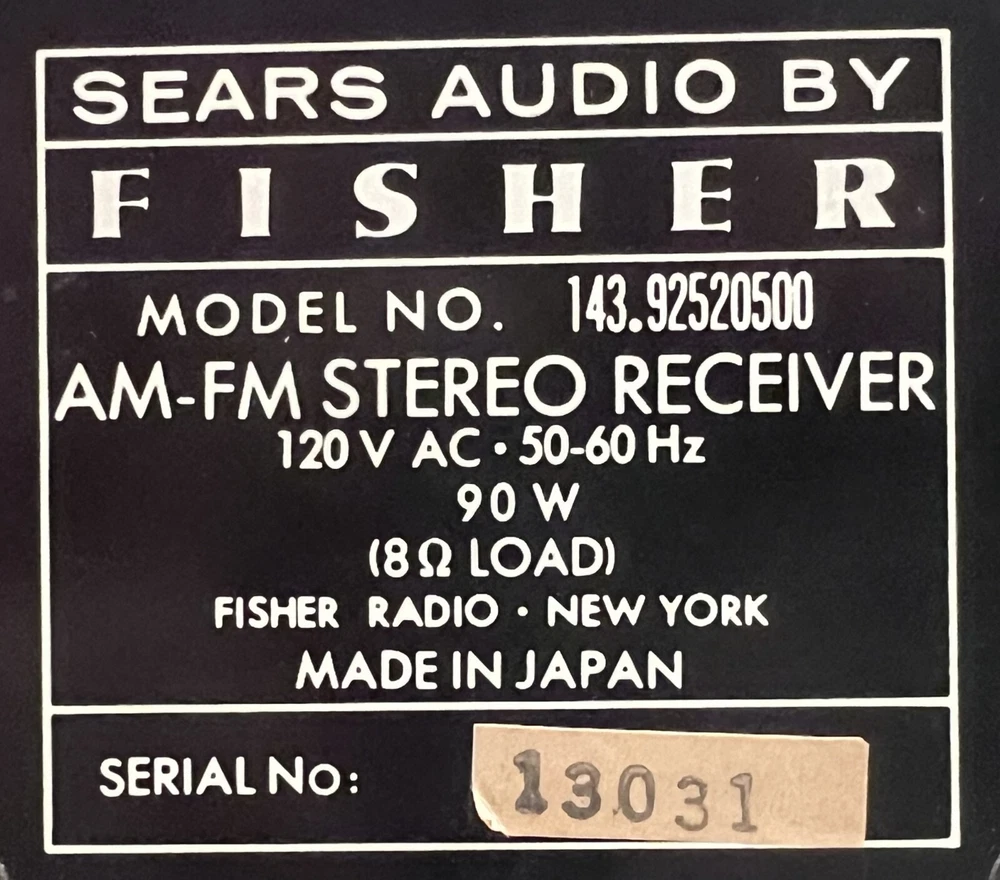 SEARS AUDIO BY
FISHER
MODEL NO. 143.92520500
AM-FM STEREO RECEIVER
120 V AC · 50-60 Hz
90 W
(8 Ω LOAD)
FISHER RADIO · NEW YORK
MADE IN JAPAN
SERIAL No: 13031